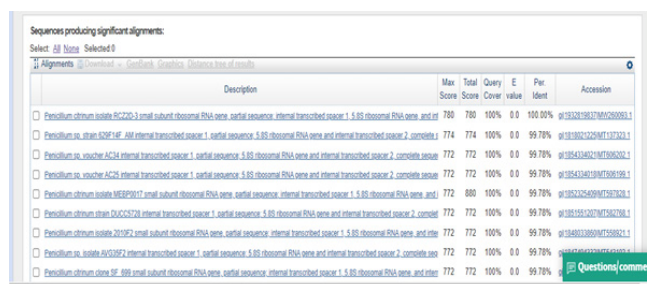 Sequences producing significant alignments:
Select: All None Selected:0
Alignments Download GenBank Graphics Distance tree of results
Description Max Score Total Score Query Cover E value Per. Ident Accession
Penicillium citrinum isolate RCZ2D-3 small subunit ribosomal RNA gene, partial sequence; internal transcribed spacer 1, 5.8S ribosomal RNA gene, and int 780 780 100% 0.0 100.00% gi|1932819837|MW260093.1
Penicillium sp. strain 629F14F_AM internal transcribed spacer 1, partial sequence; 5.8S ribosomal RNA gene and internal transcribed spacer 2, complete s 774 774 100% 0.0 99.78% gi|1818021225|MT137323.1
Penicillium sp. voucher AC34 internal transcribed spacer 1, partial sequence; 5.8S ribosomal RNA gene and internal transcribed spacer 2, complete seque 772 772 100% 0.0 99.78% gi|1854334021|MT606202.1
Penicillium sp. voucher AC25 internal transcribed spacer 1, partial sequence; 5.8S ribosomal RNA gene and internal transcribed spacer 2, complete seque 772 772 100% 0.0 99.78% gi|1854334018|MT606199.1
Penicillium citrinum isolate MEBP0017 small subunit ribosomal RNA gene, partial sequence; internal transcribed spacer 1, 5.8S ribosomal RNA gene, and i 772 880 100% 0.0 99.78% gi|1852325409|MT597828.1
Penicillium citrinum strain DUCC5728 internal transcribed spacer 1, partial sequence; 5.8S ribosomal RNA gene and internal transcribed spacer 2, complet 772 772 100% 0.0 99.78% gi|1851551207|MT582768.1
Penicillium citrinum isolate 2010F2 small subunit ribosomal RNA gene, partial sequence; internal transcribed spacer 1, 5.8S ribosomal RNA gene, and inte 772 772 100% 0.0 99.78% gi|1848033860|MT558921.1
Penicillium sp. isolate AVG35F2 internal transcribed spacer 1, partial sequence; 5.8S ribosomal RNA gene and internal transcribed spacer 2, complete seq 772 772 100% 0.0 99.78%
Penicillium citrinum clone SF_699 small subunit ribosomal RNA gene, partial sequence; internal transcribed spacer 1, 5.8S ribosomal RNA gene, and inter 772 772 100% 0.0 99.78%
Questions/comme